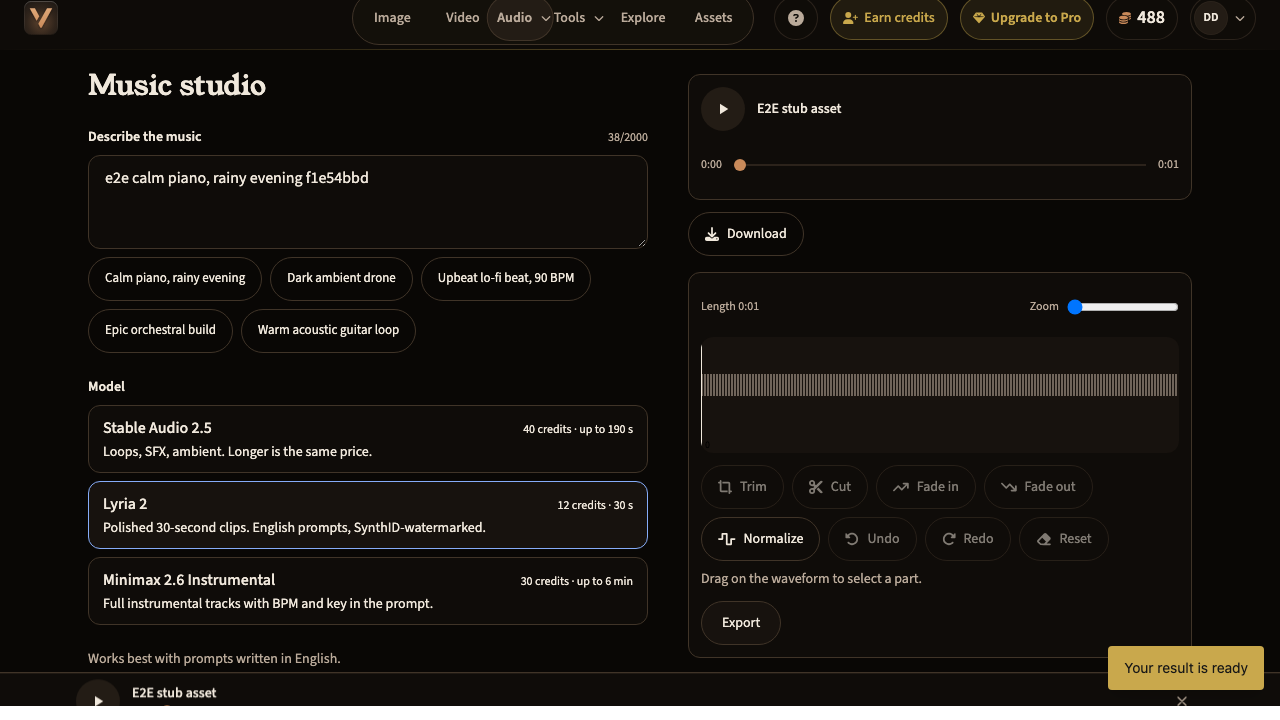 Image Video Audio Tools Explore Assets ? Earn credits Upgrade to Pro 488 DD
Music studio
Describe the music 38/2000
e2e calm piano, rainy evening f1e54bbd
Calm piano, rainy evening Dark ambient drone Upbeat lo-fi beat, 90 BPM
Epic orchestral build Warm acoustic guitar loop
Model
Stable Audio 2.5 40 credits · up to 190 s
Loops, SFX, ambient. Longer is the same price.
Lyria 2 12 credits · 30 s
Polished 30-second clips. English prompts, SynthID-watermarked.
Minimax 2.6 Instrumental 30 credits · up to 6 min
Full instrumental tracks with BPM and key in the prompt.
Works best with prompts written in English.
E2E stub asset
0:00 0:01
Download
Length 0:01 Zoom
Trim Cut Fade in Fade out
Normalize Undo Redo Reset
Drag on the waveform to select a part.
Export
Your result is ready
E2E stub asset